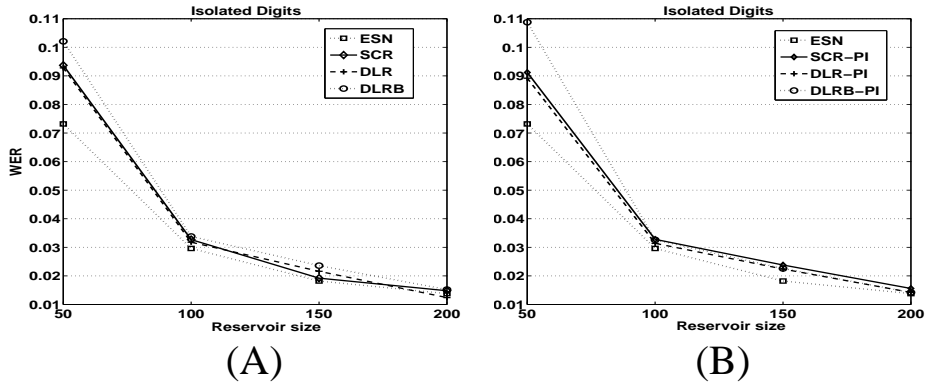 Isolated Digits
0.11
0.1
0.09
0.08
0.07
0.06
0.05
0.04
0.03
0.02
0.01
WER
ESN
SCR
DLR
DLRB
50
100
150
200
Reservoir size
(A)
Isolated Digits
0.11
0.1
0.09
0.08
0.07
0.06
0.05
0.04
0.03
0.02
0.01
ESN
SCR-PI
DLR-PI
DLRB-PI
50
100
150
200
Reservoir size
(B)